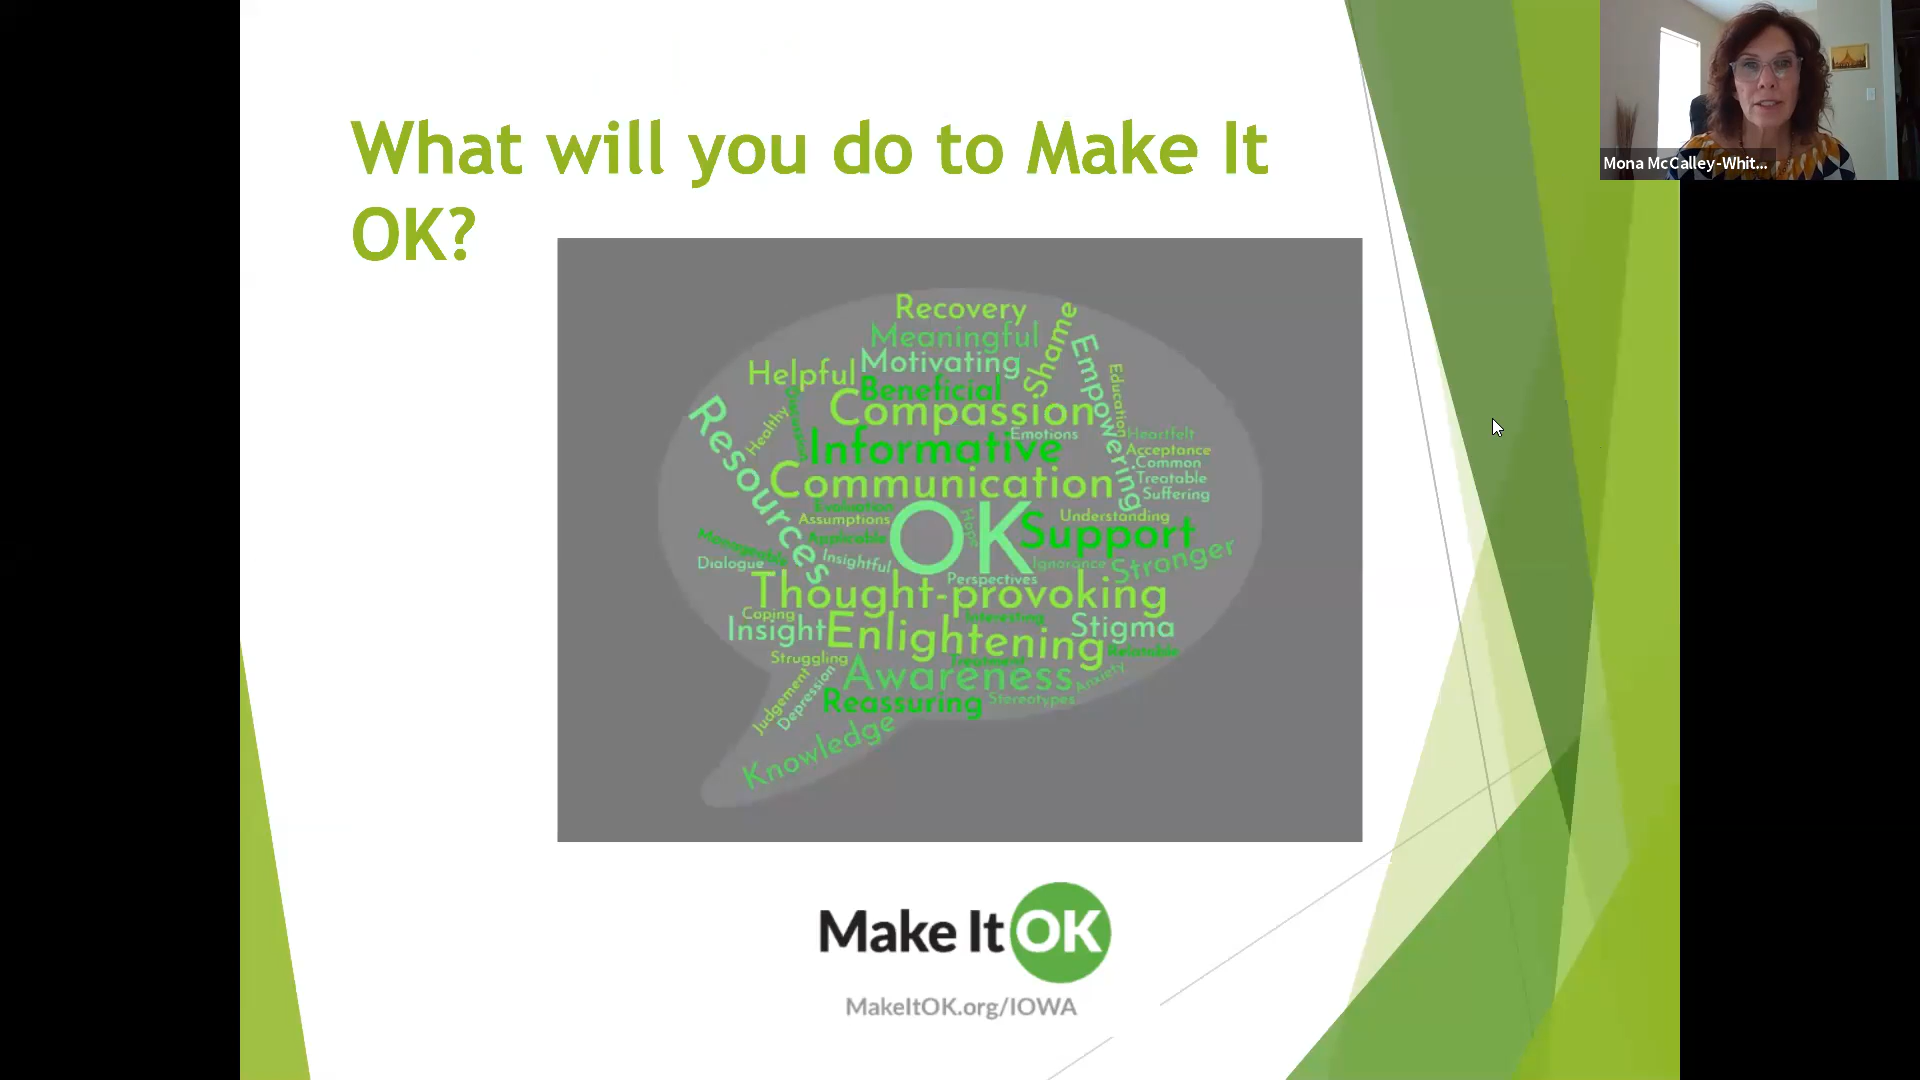 What will you do to Make It
OK?
Mona McCalley-Whit...
Recovery
Meaningful
Shame
Motivating
Empowering
Helpful
Beneficial
Education
Compassion
Resources
Healthy
Emotions
Heartfelt
Informative
Acceptance
Common
Communication
Treatable
Suffering
Evaluation
Assumptions
OK
Hope
Understanding
Support
Applicable
Manageable
Dialogue
Insightful
Ignorance
Stronger
Perspectives
Thought-provoking
Coping
Interesting
Insight
Enlightening
Stigma
Relatable
Struggling
Treatment
Awareness
Anxiety
Judgement
Depression
Reassuring
Stereotypes
Knowledge
Make It OK
MakeItOK.org/IOWA